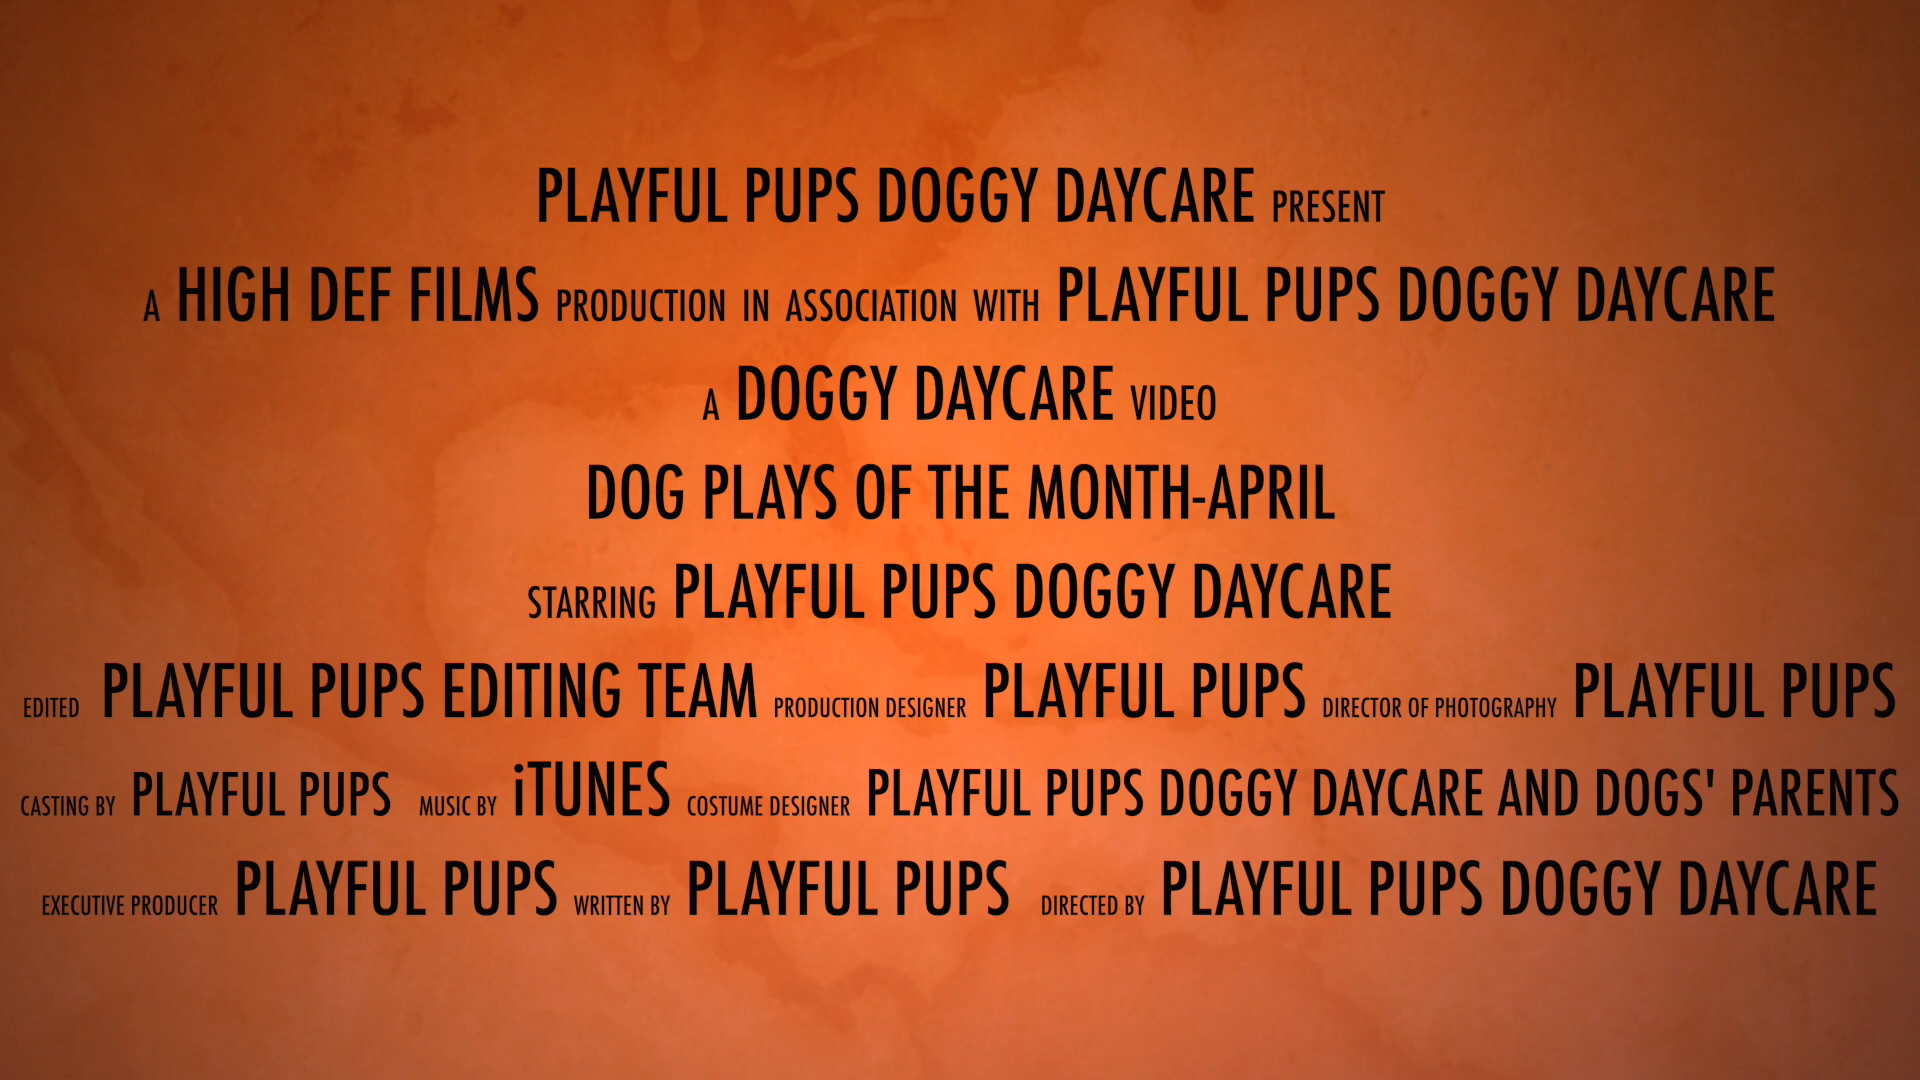 PLAYFUL PUPS DOGGY DAYCARE PRESENT
A HIGH DEF FILMS PRODUCTION IN ASSOCIATION WITH PLAYFUL PUPS DOGGY DAYCARE
A DOGGY DAYCARE VIDEO
DOG PLAYS OF THE MONTH-APRIL
STARRING PLAYFUL PUPS DOGGY DAYCARE
EDITED PLAYFUL PUPS EDITING TEAM PRODUCTION DESIGNER PLAYFUL PUPS DIRECTOR OF PHOTOGRAPHY PLAYFUL PUPS
CASTING BY PLAYFUL PUPS MUSIC BY iTUNES COSTUME DESIGNER PLAYFUL PUPS DOGGY DAYCARE AND DOGS' PARENTS
EXECUTIVE PRODUCER PLAYFUL PUPS WRITTEN BY PLAYFUL PUPS DIRECTED BY PLAYFUL PUPS DOGGY DAYCARE